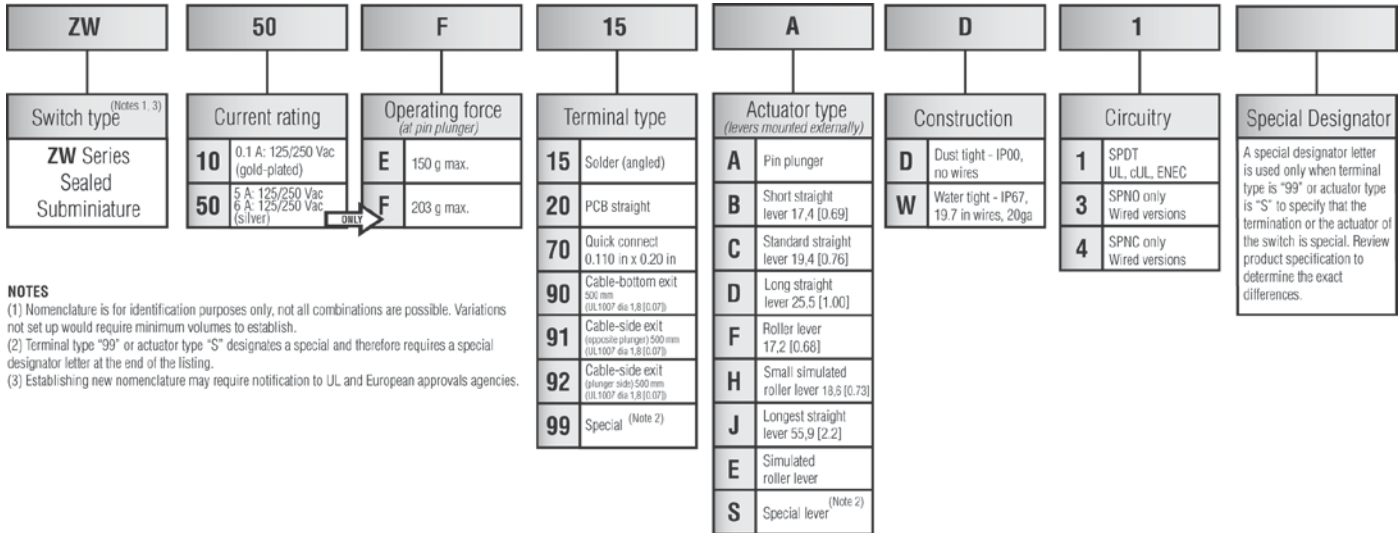 ZW
50
F
15
A
D
1
Switch type (Notes 1, 3)
ZW Series
Sealed
Subminiature
Current rating
10 0.1 A: 125/250 Vac
(gold-plated)
50 5 A: 125/250 Vac
6 A: 125/250 Vac
(silver)
ONLY
Operating force
(at pin plunger)
E 150 g max.
F 203 g max.
Terminal type
15 Solder (angled)
20 PCB straight
70 Quick connect
0.110 in x 0.20 in
90 Cable-bottom exit
500 mm
(UL1007 dia 1,8 [0.07])
91 Cable-side exit
(opposite plunger) 500 mm
(UL1007 dia 1,8 [0.07])
92 Cable-side exit
(plunger side) 500 mm
(UL1007 dia 1,8 [0.07])
99 Special (Note 2)
Actuator type
(levers mounted externally)
A Pin plunger
B Short straight
lever 17,4 [0.69]
C Standard straight
lever 19,4 [0.76]
D Long straight
lever 25,5 [1.00]
F Roller lever
17,2 [0.68]
H Small simulated
roller lever 18,6 [0.73]
J Longest straight
lever 55,9 [2.2]
E Simulated
roller lever
S Special lever (Note 2)
Construction
D Dust tight - IP00,
no wires
W Water tight - IP67,
19.7 in wires, 20ga
Circuitry
1 SPDT
UL, cUL, ENEC
3 SPNO only
Wired versions
4 SPNC only
Wired versions
Special Designator
A special designator letter
is used only when terminal
type is “99” or actuator type
is “S” to specify that the
termination or the actuator of
the switch is special. Review
product specification to
determine the exact
differences.
NOTES
(1) Nomenclature is for identification purposes only, not all combinations are possible. Variations
not set up would require minimum volumes to establish.
(2) Terminal type “99” or actuator type “S” designates a special and therefore requires a special
designator letter at the end of the listing.
(3) Establishing new nomenclature may require notification to UL and European approvals agencies.